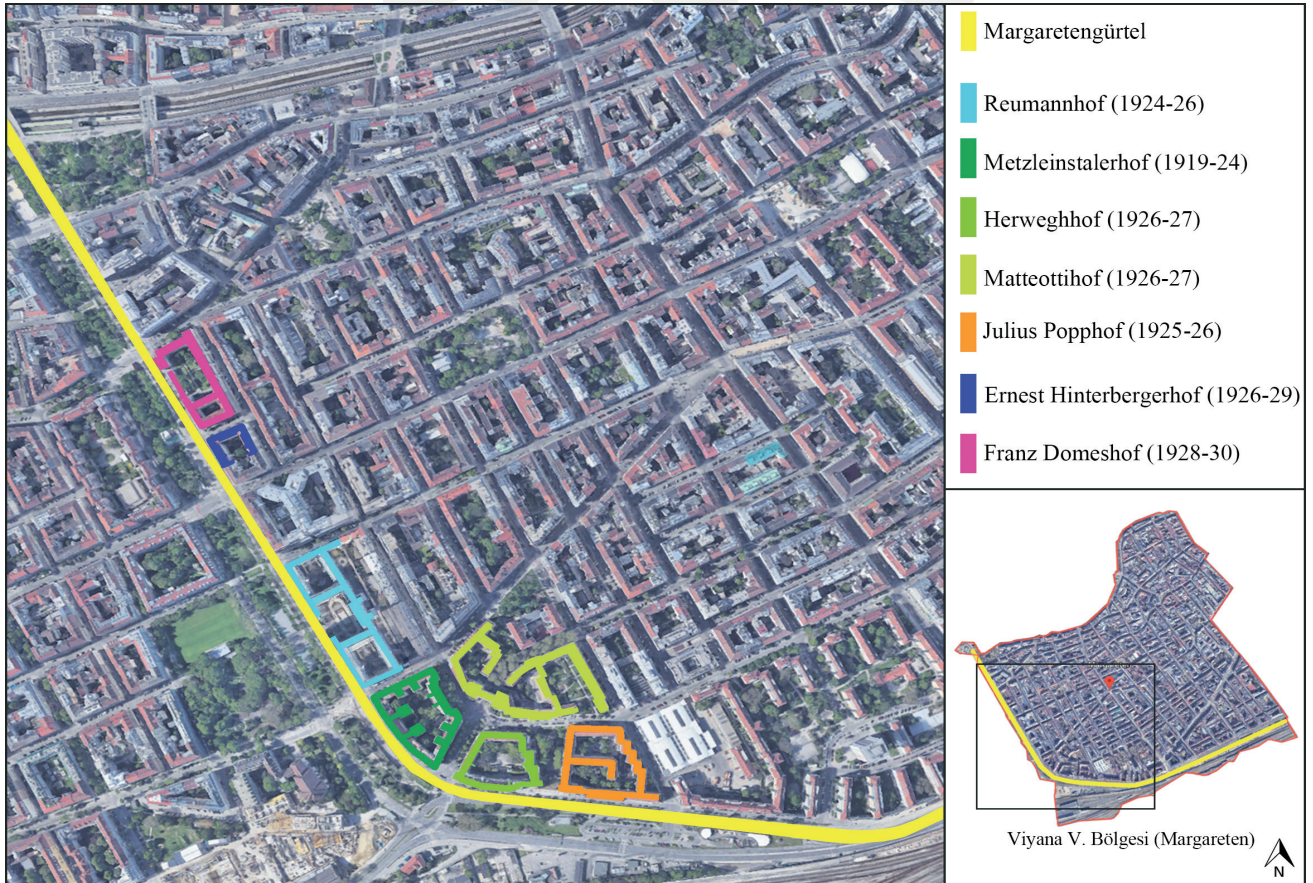 Margaretengürtel
Reumannhof (1924-26)
Metzleinstalerhof (1919-24)
Herweghhof (1926-27)
Matteottihof (1926-27)
Julius Popphof (1925-26)
Ernest Hinterbergerhof (1926-29)
Franz Domeshof (1928-30)
Viyana V. Bölgesi (Margareten)
N